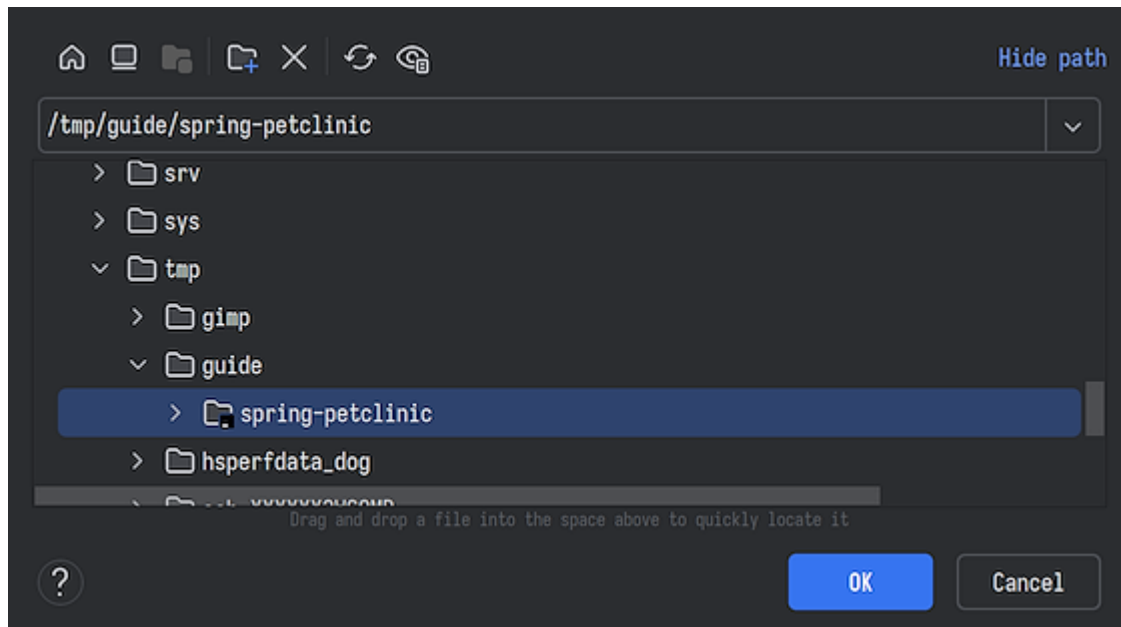 Hide path
/tmp/guide/spring-petclinic
srv
sys
tmp
gimp
guide
spring-petclinic
hsperfdata_dog
Drag and drop a file into the space above to quickly locate it
?
OK
Cancel